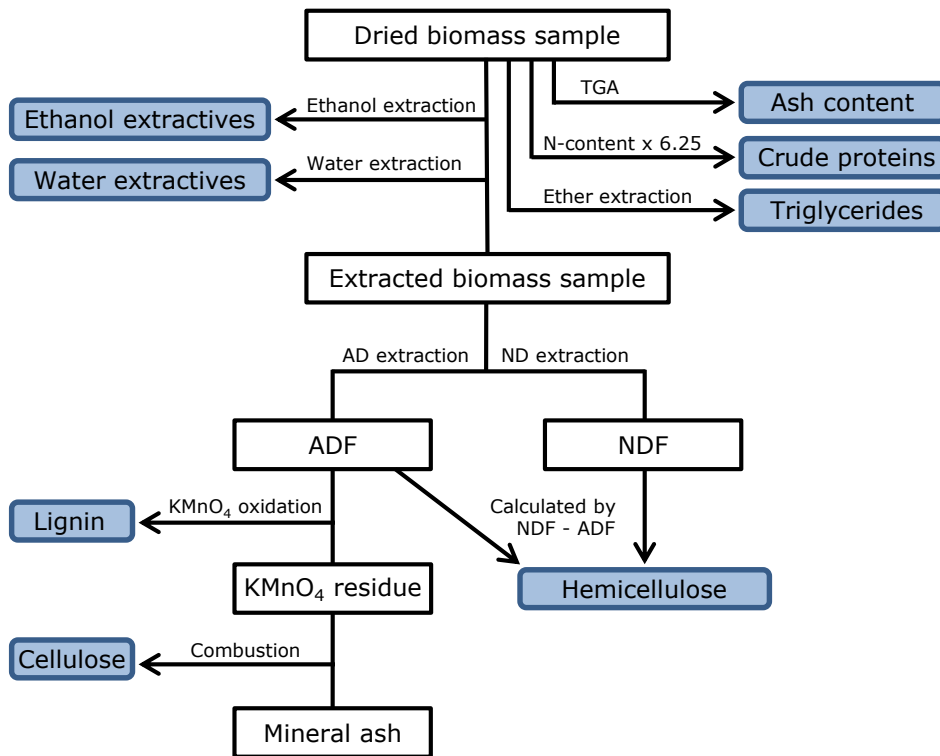 Dried biomass sample
TGA
Ethanol extraction
Ash content
Ethanol extractives
N-content x 6.25
Crude proteins
Water extraction
Water extractives
Ether extraction
Triglycerides
Extracted biomass sample
AD extraction
ND extraction
ADF
NDF
KMnO₄ oxidation
Lignin
Calculated by
NDF - ADF
KMnO₄ residue
Hemicellulose
Combustion
Cellulose
Mineral ash